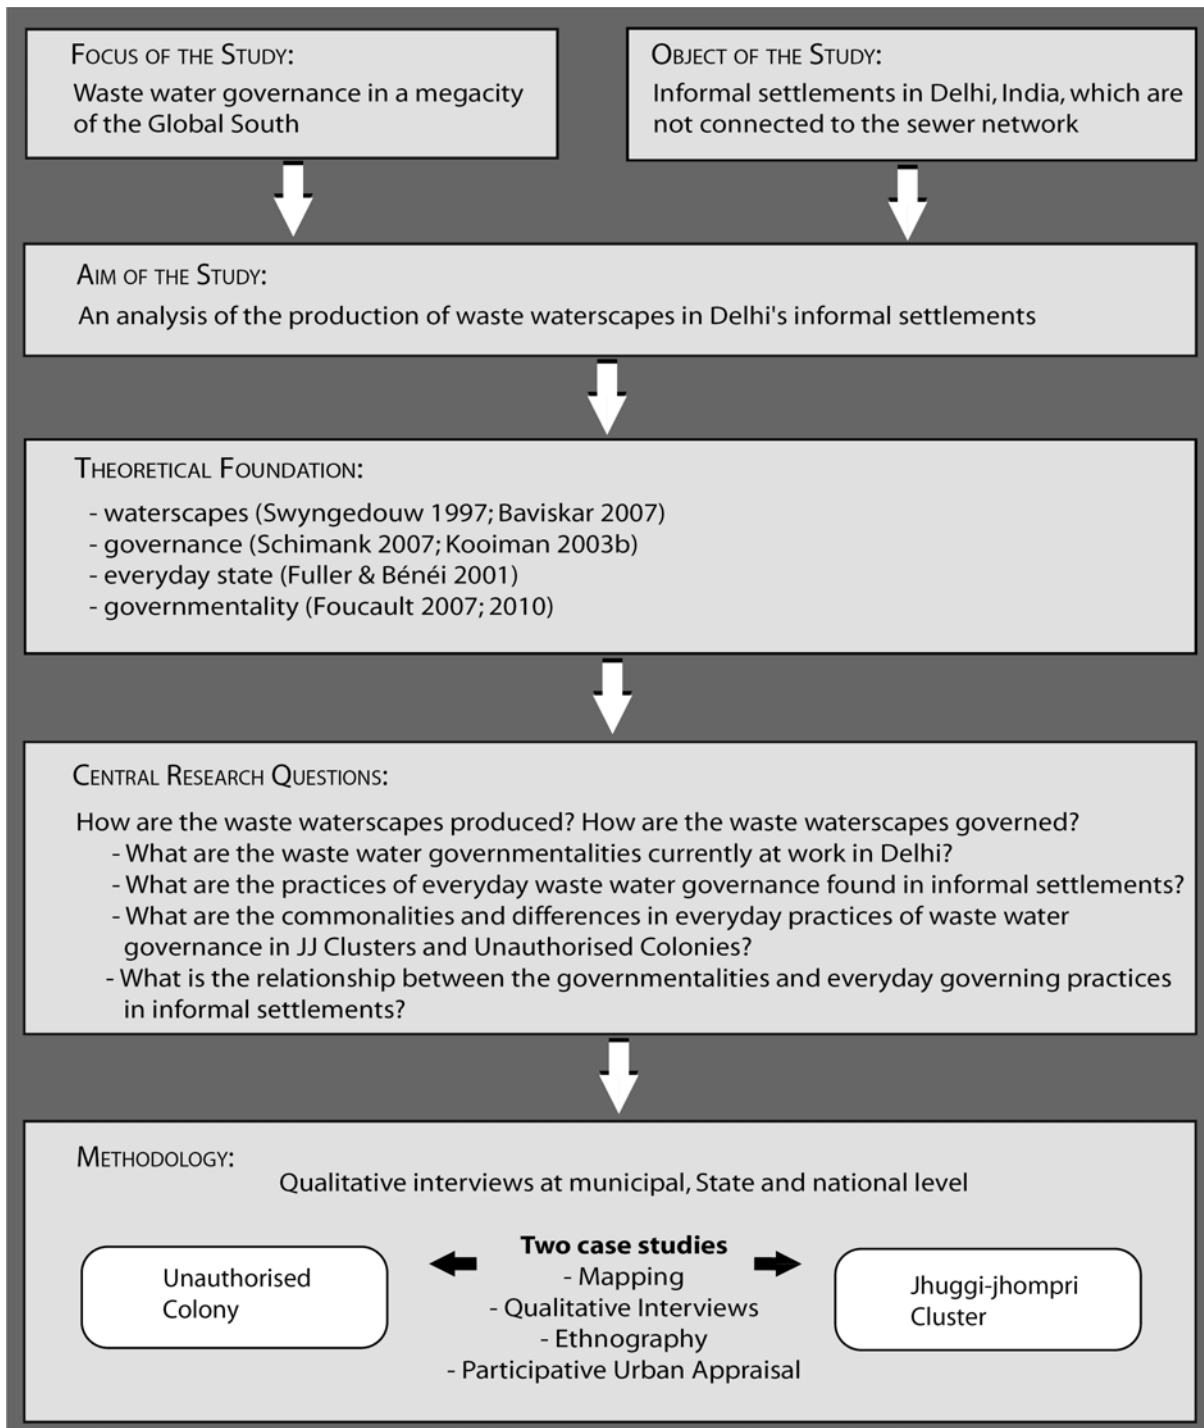 FOCUS OF THE STUDY:
Waste water governance in a megacity
of the Global South
OBJECT OF THE STUDY:
Informal settlements in Delhi, India, which are
not connected to the sewer network
AIM OF THE STUDY:
An analysis of the production of waste waterscapes in Delhi's informal settlements
THEORETICAL FOUNDATION:
- waterscapes (Swyngedouw 1997; Baviskar 2007)
- governance (Schimank 2007; Kooiman 2003b)
- everyday state (Fuller & Bénéi 2001)
- governmentality (Foucault 2007; 2010)
CENTRAL RESEARCH QUESTIONS:
How are the waste waterscapes produced? How are the waste waterscapes governed?
- What are the waste water governmentalities currently at work in Delhi?
- What are the practices of everyday waste water governance found in informal settlements?
- What are the commonalities and differences in everyday practices of waste water
governance in JJ Clusters and Unauthorised Colonies?
- What is the relationship between the governmentalities and everyday governing practices
in informal settlements?
METHODOLOGY:
Qualitative interviews at municipal, State and national level
Unauthorised
Colony
Two case studies
- Mapping
- Qualitative Interviews
- Ethnography
- Participative Urban Appraisal
Jhuggi-jhompri
Cluster